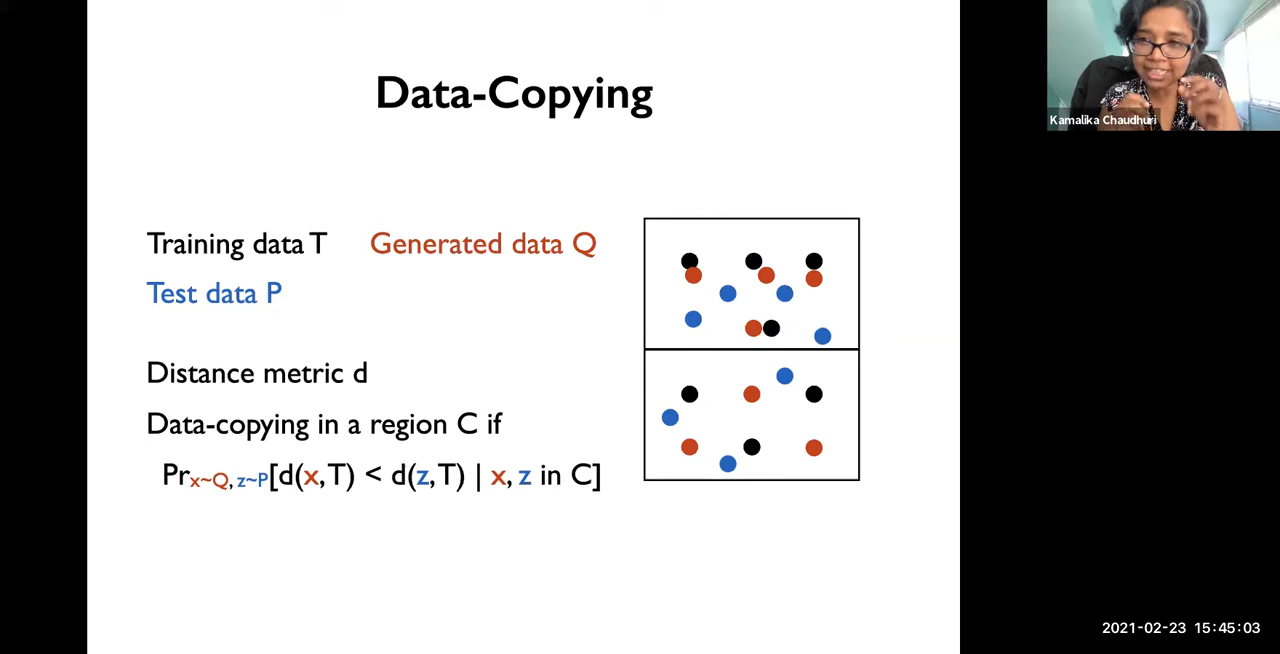 Data-Copying
Training data T Generated data Q
Test data P
Distance metric d
Data-copying in a region C if
Pr x~Q, z~P[d(x,T) < d(z,T) | x, z in C]
Kamalika Chaudhuri
2021-02-23 15:45:03